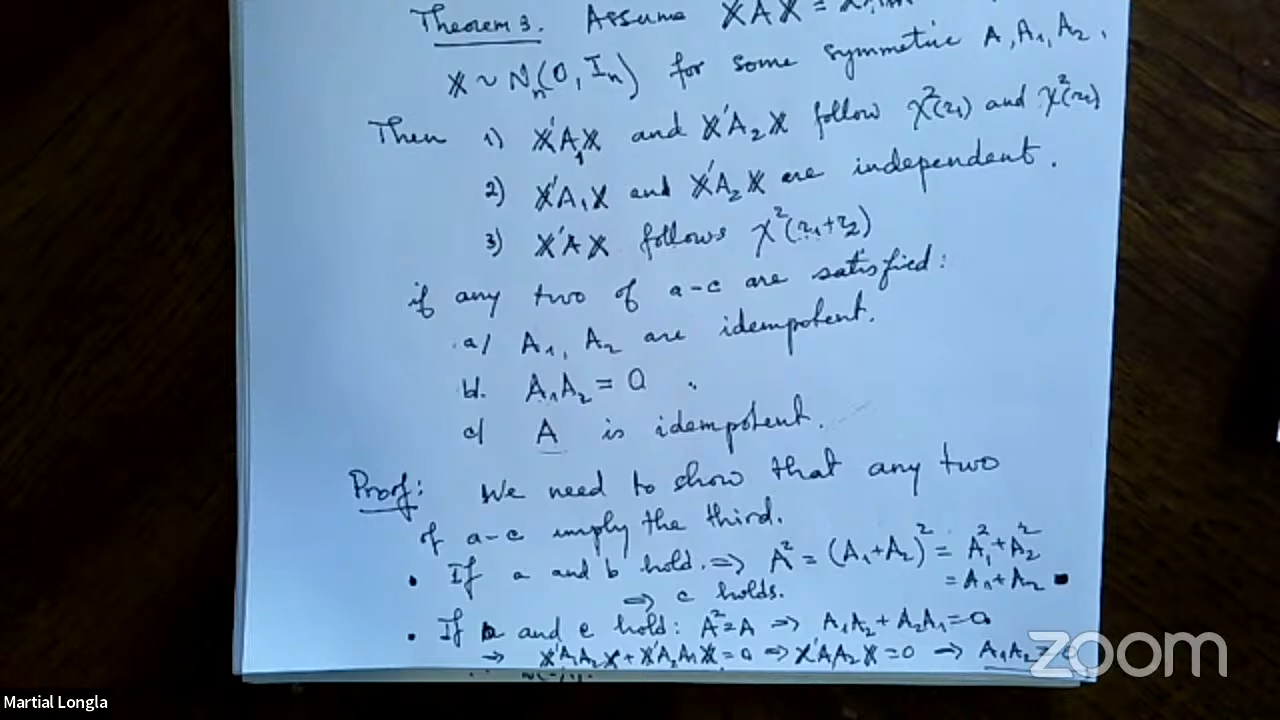 Theorem 3. Assume X'AX =
X ~ Nₙ(0, Iₙ) for some symmetric A, A₁, A₂,
Then 1) X'A₁X and X'A₂X follow χ²(r₁) and χ²(r₂)
2) X'A₁X and X'A₂X are independent.
3) X'AX follows χ²(r₁+r₂)
if any two of a-c are satisfied:
a/ A₁, A₂ are idempotent.
b. A₁A₂ = 0
c/ A is idempotent.
Proof: We need to show that any two
of a-c imply the third.
• If a and b hold. ⇒ A² = (A₁+A₂)² = A₁² + A₂²
= A₁+A₂ ■
⇒ c holds.
• If a and c hold: A²=A ⇒ A₁A₂ + A₂A₁ = 0
⇒ X'A₁A₂X + X'A₂A₁X = 0 ⇒ X'A₁A₂X = 0 ⇒ A₁A₂ = 0
zoom
Martial Longla